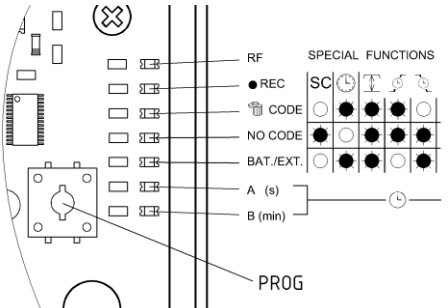 RF
SPECIAL FUNCTIONS
REC
SC
CODE
NO CODE
BAT./EXT.
A (s)
B (min)
PROG